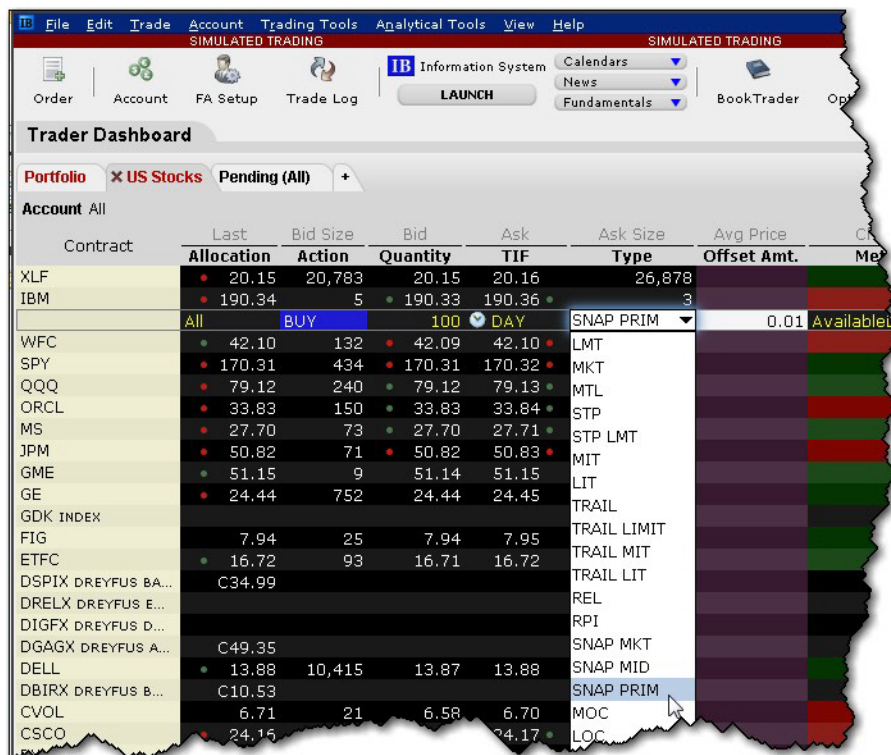 IB File Edit Trade Account Trading Tools Analytical Tools View Help
SIMULATED TRADING SIMULATED TRADING
IB Information System Calendars
News
Order Account FA Setup Trade Log LAUNCH Fundamentals BookTrader Opt
Trader Dashboard
Portfolio US Stocks Pending (All) +
Account All
Contract Last Bid Size Bid Ask Ask Size Avg Price
Allocation Action Quantity TIF Type Offset Amt.
XLF 20.15 20,783 20.15 20.16 26,878
IBM 190.34 5 190.33 190.36 3
All BUY 100 DAY SNAP PRIM 0.01 Available
WFC 42.10 132 42.09 42.10 LMT
SPY 170.31 434 170.31 170.32 MKT
QQQ 79.12 240 79.12 79.13 MTL
ORCL 33.83 150 33.83 33.84 STP
MS 27.70 73 27.70 27.71 STP LMT
JPM 50.82 71 50.82 50.83 MIT
GME 51.15 9 51.14 51.15 LIT
GE 24.44 752 24.44 24.45 TRAIL
GDK INDEX TRAIL LIMIT
FIG 7.94 25 7.94 7.95 TRAIL MIT
ETFC 16.72 93 16.71 16.72 TRAIL LIT
DSPIX DREYFUS BA... C34.99
DRELX DREYFUS E... REL
DIGFX DREYFUS D... RPI
DGAGX DREYFUS A... C49.35 SNAP MKT
DELL 13.88 10,415 13.87 13.88 SNAP MID
DBIRX DREYFUS B... C10.53 SNAP PRIM
CVOL 6.71 21 6.58 6.70 MOC
CSCO 24.16 24.17 LOC